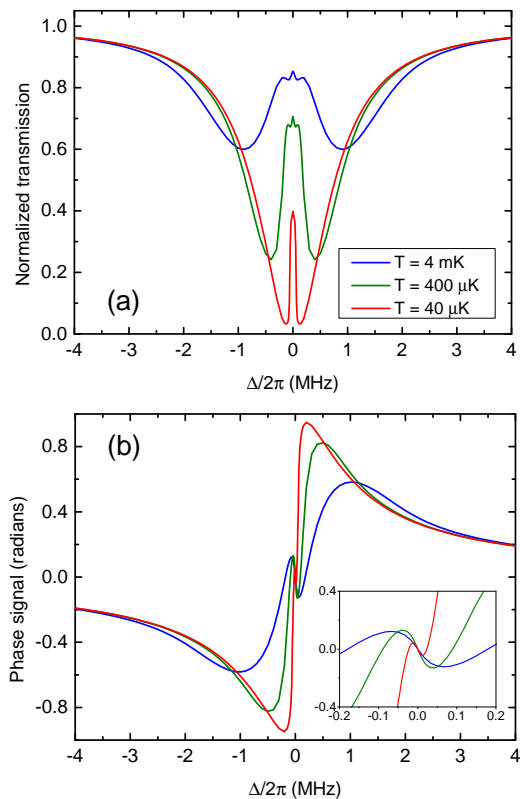 1.0
0.8
0.6
0.4
0.2
0.0
Normalized transmission
(a)
T = 4 mK
T = 400 μK
T = 40 μK
-4 -3 -2 -1 0 1 2 3 4
Δ/2π (MHz)
(b)
0.8
0.4
0.0
-0.4
-0.8
Phase signal (radians)
0.4
0.0
-0.4
-0.2 -0.1 0.0 0.1 0.2
-4 -3 -2 -1 0 1 2 3 4
Δ/2π (MHz)